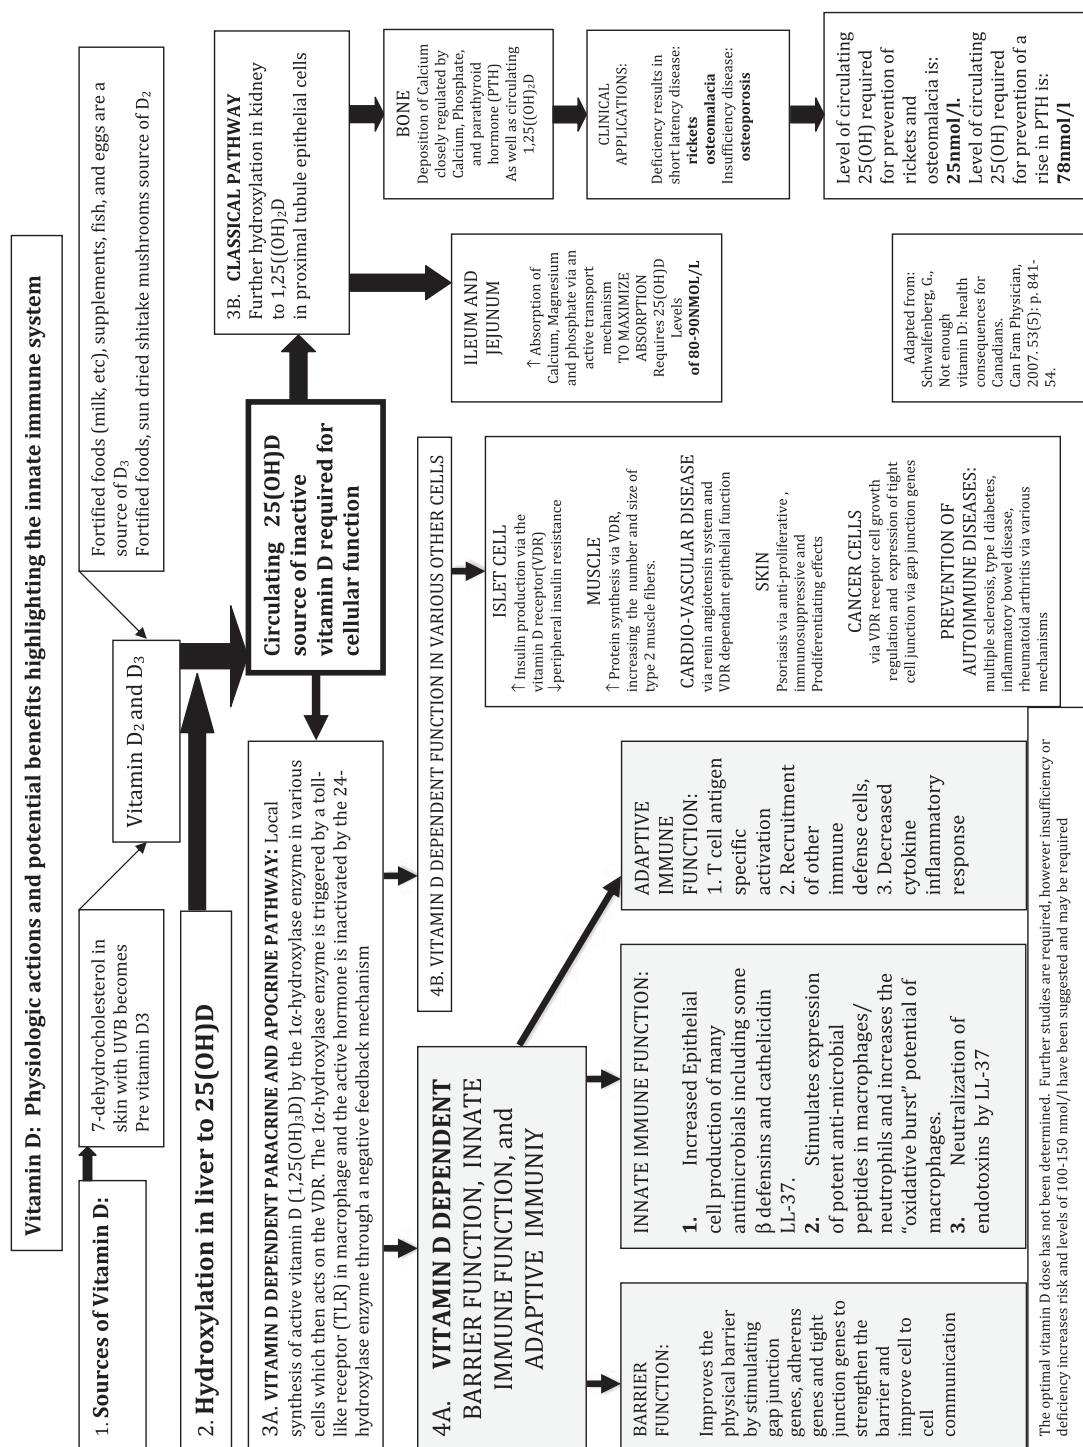 Vitamin D:  Physiologic actions and potential benefits highlighting the innate immune system
1. Sources of Vitamin D:
7-dehydrocholesterol in
skin with UVB becomes
Pre vitamin D3
Vitamin D₂ and D₃
Fortified foods (milk, etc), supplements, fish, and eggs are a
source of D₃
Fortified foods, sun dried shitake mushrooms source of D₂
2. Hydroxylation in liver to 25(OH)D
Circulating  25(OH)D
source of inactive
vitamin D required for
cellular function
3B.  CLASSICAL PATHWAY
Further hydroxylation in kidney
to 1,25((OH)₂D
in proximal tubule epithelial cells
3A. VITAMIN D DEPENDENT PARACRINE AND APOCRINE PATHWAY: Local
synthesis of active vitamin D (1,25(OH)₃D) by the 1α-hydroxylase enzyme in various
cells which then acts on the VDR. The 1α-hydroxylase enzyme is triggered by a toll-
like receptor (TLR) in macrophage and the active hormone is inactivated by the 24-
hydroxylase enzyme through a negative feedback mechanism
BONE
Deposition of Calcium
closely regulated by
Calcium, Phosphate,
and parathyroid
hormone (PTH)
As well as circulating
1,25((OH)₂D
ILEUM AND
JEJUNUM
↑ Absorption of
Calcium, Magnesium
and phosphate via an
active transport
mechanism
TO MAXIMIZE
ABSORPTION
Requires 25(OH)D
Levels
of 80-90NMOL/L
CLINICAL
APPLICATIONS:
Deficiency results in
short latency disease:
rickets
osteomalacia
Insufficiency disease:
osteoporosis
Level of circulating
25(OH) required
for prevention of
rickets and
osteomalacia is:
25nmol/l.
Level of circulating
25(OH) required
for prevention of a
rise in PTH is:
78nmol/l
4A.   VITAMIN D DEPENDENT
BARRIER FUNCTION,  INNATE
IMMUNE FUNCTION, and
ADAPTIVE  IMMUNIY
4B. VITAMIN D DEPENDENT FUNCTION IN VARIOUS OTHER CELLS
ISLET CELL
↑ Insulin production via the
vitamin D receptor(VDR)
↓peripheral insulin resistance
MUSCLE
↑ Protein synthesis via VDR,
increasing  the  number and size of
type 2 muscle fibers.
CARDIO-VASCULAR DISEASE
via renin angiotensin system and
VDR dependant epithelial function
SKIN
Psoriasis via anti-proliferative ,
immunosuppressive and
Prodiferentiating effects
CANCER CELLS
via VDR receptor cell growth
regulation and  expression of tight
cell junction via gap junction genes
PREVENTION OF
AUTOIMMUNE DISEASES:
multiple sclerosis, type I diabetes,
inflammatory bowel disease,
rheumatoid arthritis via various
mechanisms
BARRIER
FUNCTION:
Improves the
physical barrier
by stimulating
gap junction
genes, adherens
genes and tight
junction genes to
strengthen the
barrier and
improve cell to
cell
communication
INNATE IMMUNE FUNCTION:
1.      Increased Epithelial
cell production of many
antimicrobials including some
β defensins and cathelicidin
LL-37.
2.      Stimulates expression
of potent anti-microbial
peptides in macrophages/
neutrophils and increases the
“oxidative burst” potential of
macrophages.
3.      Neutralization of
endotoxins  by LL-37
ADAPTIVE
IMMUNE
FUNCTION:
1. T cell antigen
specific
activation
2. Recruitment
of other
immune
defense cells,
3. Decreased
cytokine
inflammatory
response
Adapted from:
Schwalfenberg, G.,
Not enough
vitamin D: health
consequences for
Canadians.
Can Fam Physician,
2007. 53(5): p. 841-
54.
The optimal vitamin D dose has not been determined.  Further studies are required, however insufficiency or
deficiency increases risk and levels of 100-150 nmol/l have been suggested and may be required